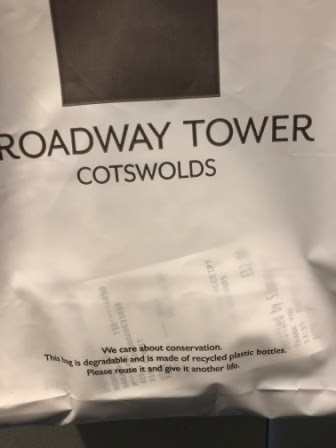 ROADWAY TOWER
COTSWOLDS
We care about conservation.
This bag is degradable and is made of recycled plastic bottles.
Please reuse it and give it another life.